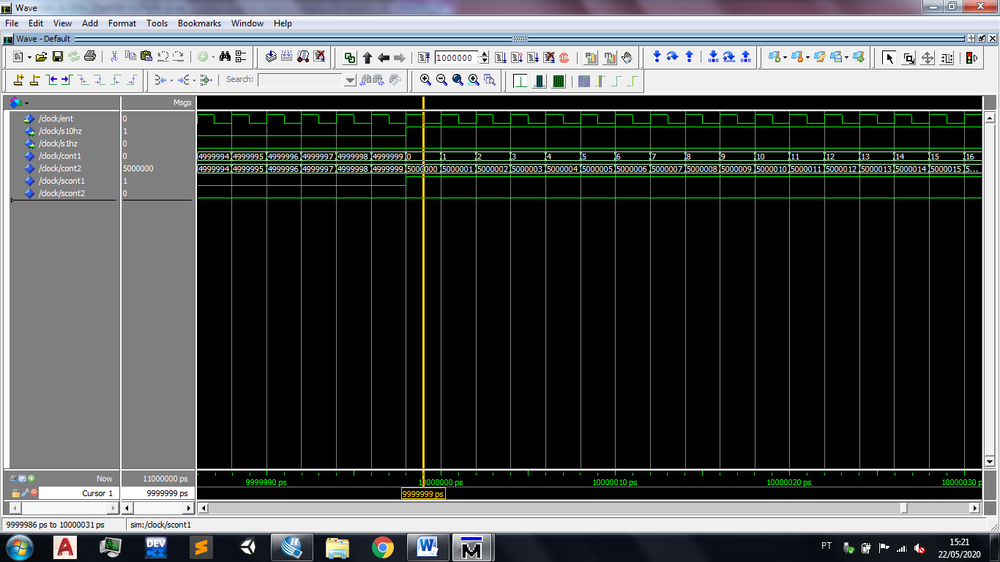 Wave
File Edit View Add Format Tools Bookmarks Window Help
Wave - Default
1000000
Search:
Msgs
/clock/ent 0
/clock/s10hz 1
/clock/s1hz 0
/clock/cont1 0 4999994 4999995 4999996 4999997 4999998 4999999 0 1 2 3 4 5 6 7 8 9 10 11 12 13 14 15 16
/clock/cont2 5000000 4999994 4999995 4999996 4999997 4999998 4999999 5000000 5000001 5000002 5000003 5000004 5000005 5000006 5000007 5000008 5000009 5000010 5000011 5000012 5000013 5000014 5000015 5...
/clock/scont1 1
/clock/scont2 0
Now 11000000 ps 9999990 ps 10000000 ps 10000010 ps 10000020 ps 10000030 p
Cursor 1 9999999 ps 9999999 ps
9999986 ps to 10000031 ps sim:/clock/scont1
A DEV C++ S W M PT 15:21
22/05/2020